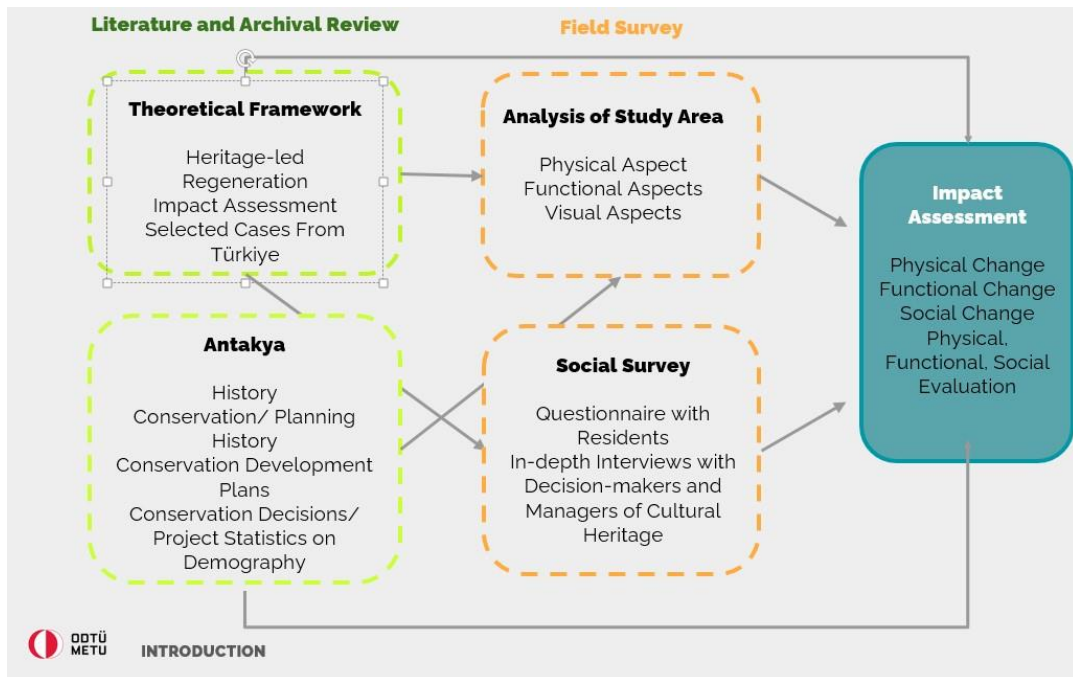 Literature and Archival Review
Field Survey
Theoretical Framework
Heritage-led
Regeneration
Impact Assessment
Selected Cases From
Türkiye
Analysis of Study Area
Physical Aspect
Functional Aspects
Visual Aspects
Antakya
History
Conservation/ Planning
History
Conservation Development
Plans
Conservation Decisions/
Project Statistics on
Demography
Social Survey
Questionnaire with
Residents
In-depth Interviews with
Decision-makers and
Managers of Cultural
Heritage
Impact
Assessment
Physical Change
Functional Change
Social Change
Physical,
Functional, Social
Evaluation
ODTÜ
METU
INTRODUCTION